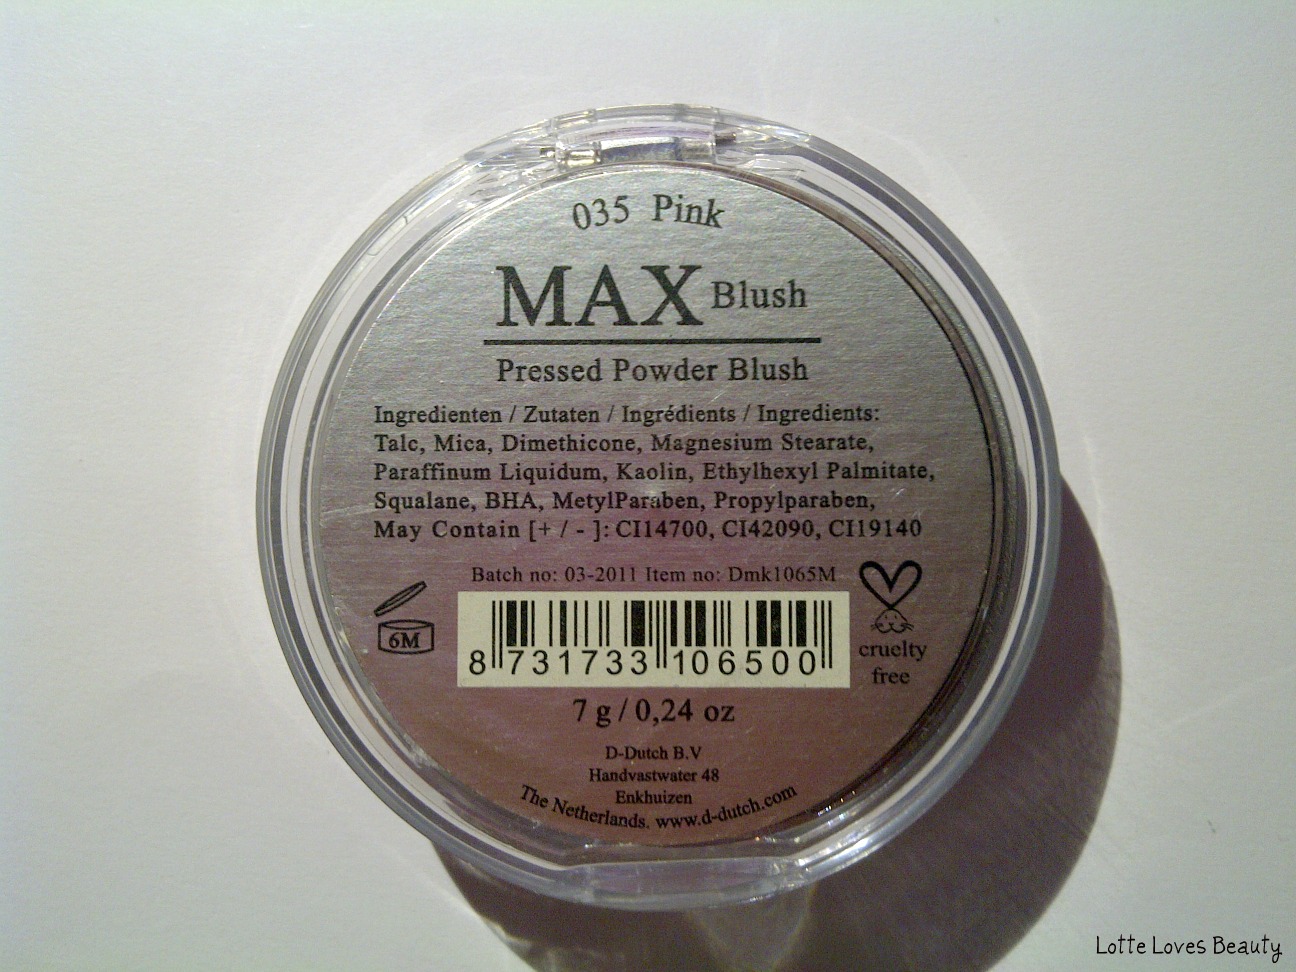 035 Pink
MAX Blush
Pressed Powder Blush
Ingredienten / Zutaten / Ingrédients / Ingredients:
Talc, Mica, Dimethicone, Magnesium Stearate,
Paraffinum Liquidum, Kaolin, Ethylhexyl Palmitate,
Squalane, BHA, MetylParaben, Propylparaben,
May Contain [+ / - ]: CI14700, CI42090, CI19140
Batch no: 03-2011 Item no: Dmk1065M
6M
8 731733 106500
cruelty
free
7 g / 0,24 oz
D-Dutch B.V
Handvastwater 48
Enkhuizen
The Netherlands. www.d-dutch.com
Lotte Loves Beauty